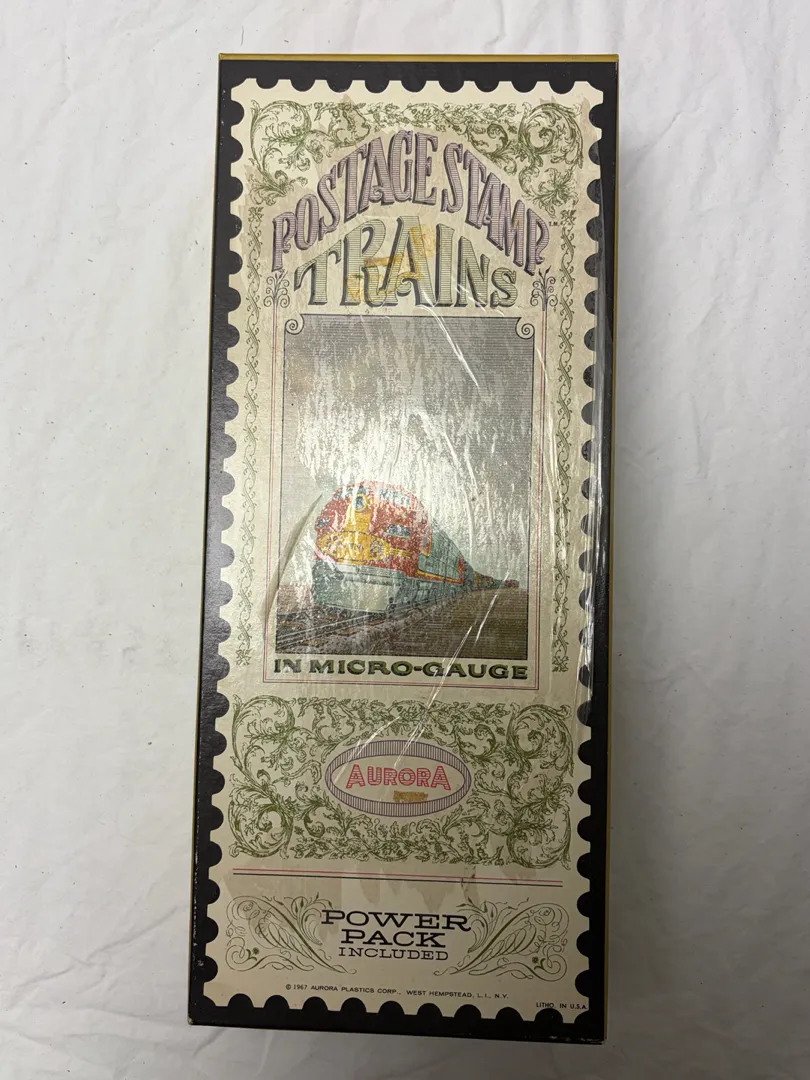 POSTAGE STAMP
T.M.
TRAINS
IN MICRO-GAUGE
AURORA
POWER
PACK
INCLUDED
© 1967 AURORA PLASTICS CORP., WEST HEMPSTEAD, L.I., N.Y.
LITHO. IN U.S.A.